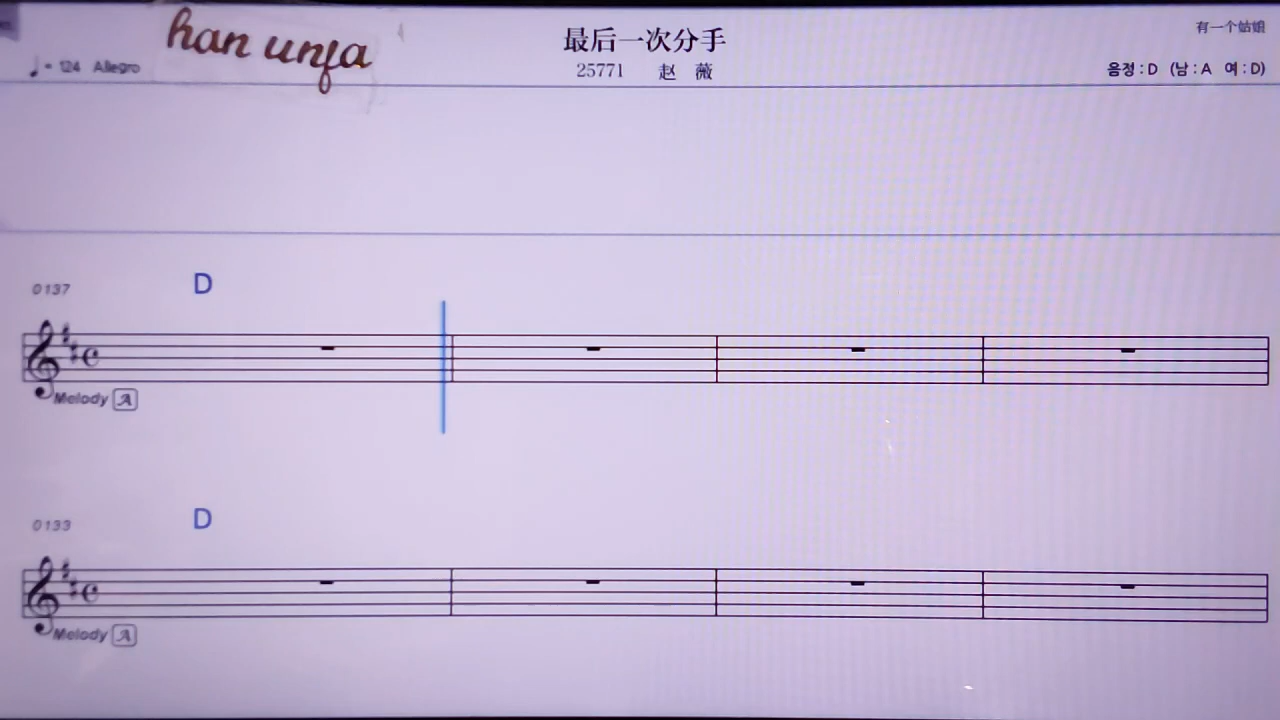 han unfa
最后一次分手
有一个姑娘
♩ = 124 Allegro
25771 赵 薇
음정 : D (남 : A 여 : D)
0137
D
Melody A
0133
D
Melody A